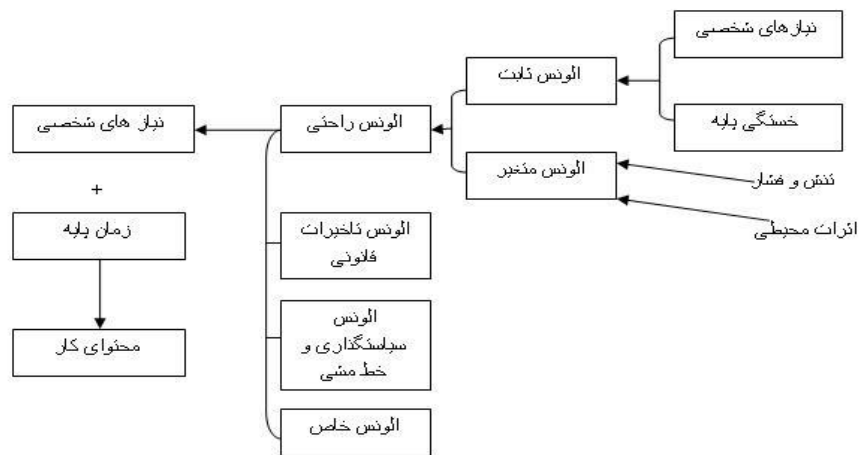 نیازهای شخصی
الونس ثابت
خستگی پایه
نیاز های شخصی
الونس راحتی
الونس متغیر
تنش و فشار
اثرات محیطی
+
زمان پایه
الونس تاخیرات
قانونی
محتوای کار
الونس
سیاستگذاری و
خط مشی
الونس خاص